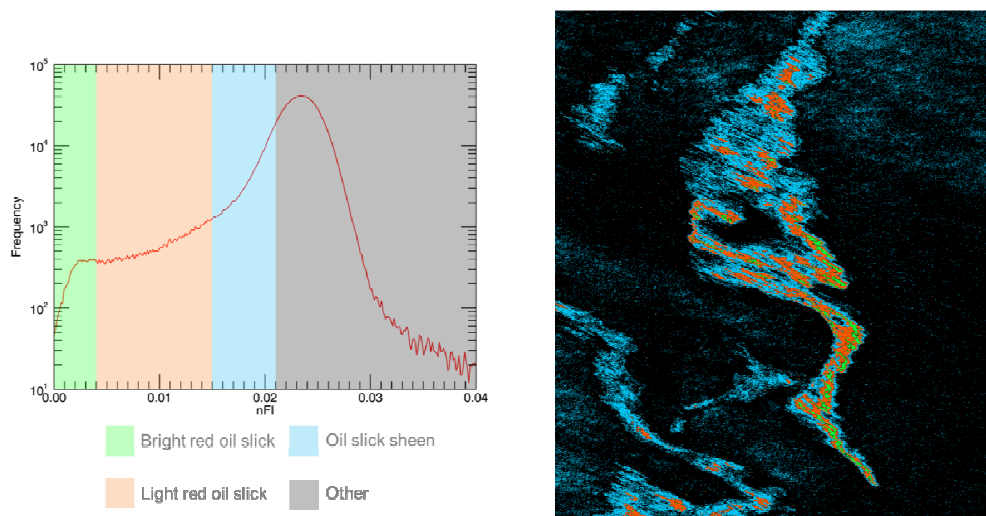 10⁵
10⁴
10³
10²
10¹
Frequency
0.00 0.01 0.02 0.03 0.04
nFI
Bright red oil slick Oil slick sheen
Light red oil slick Other